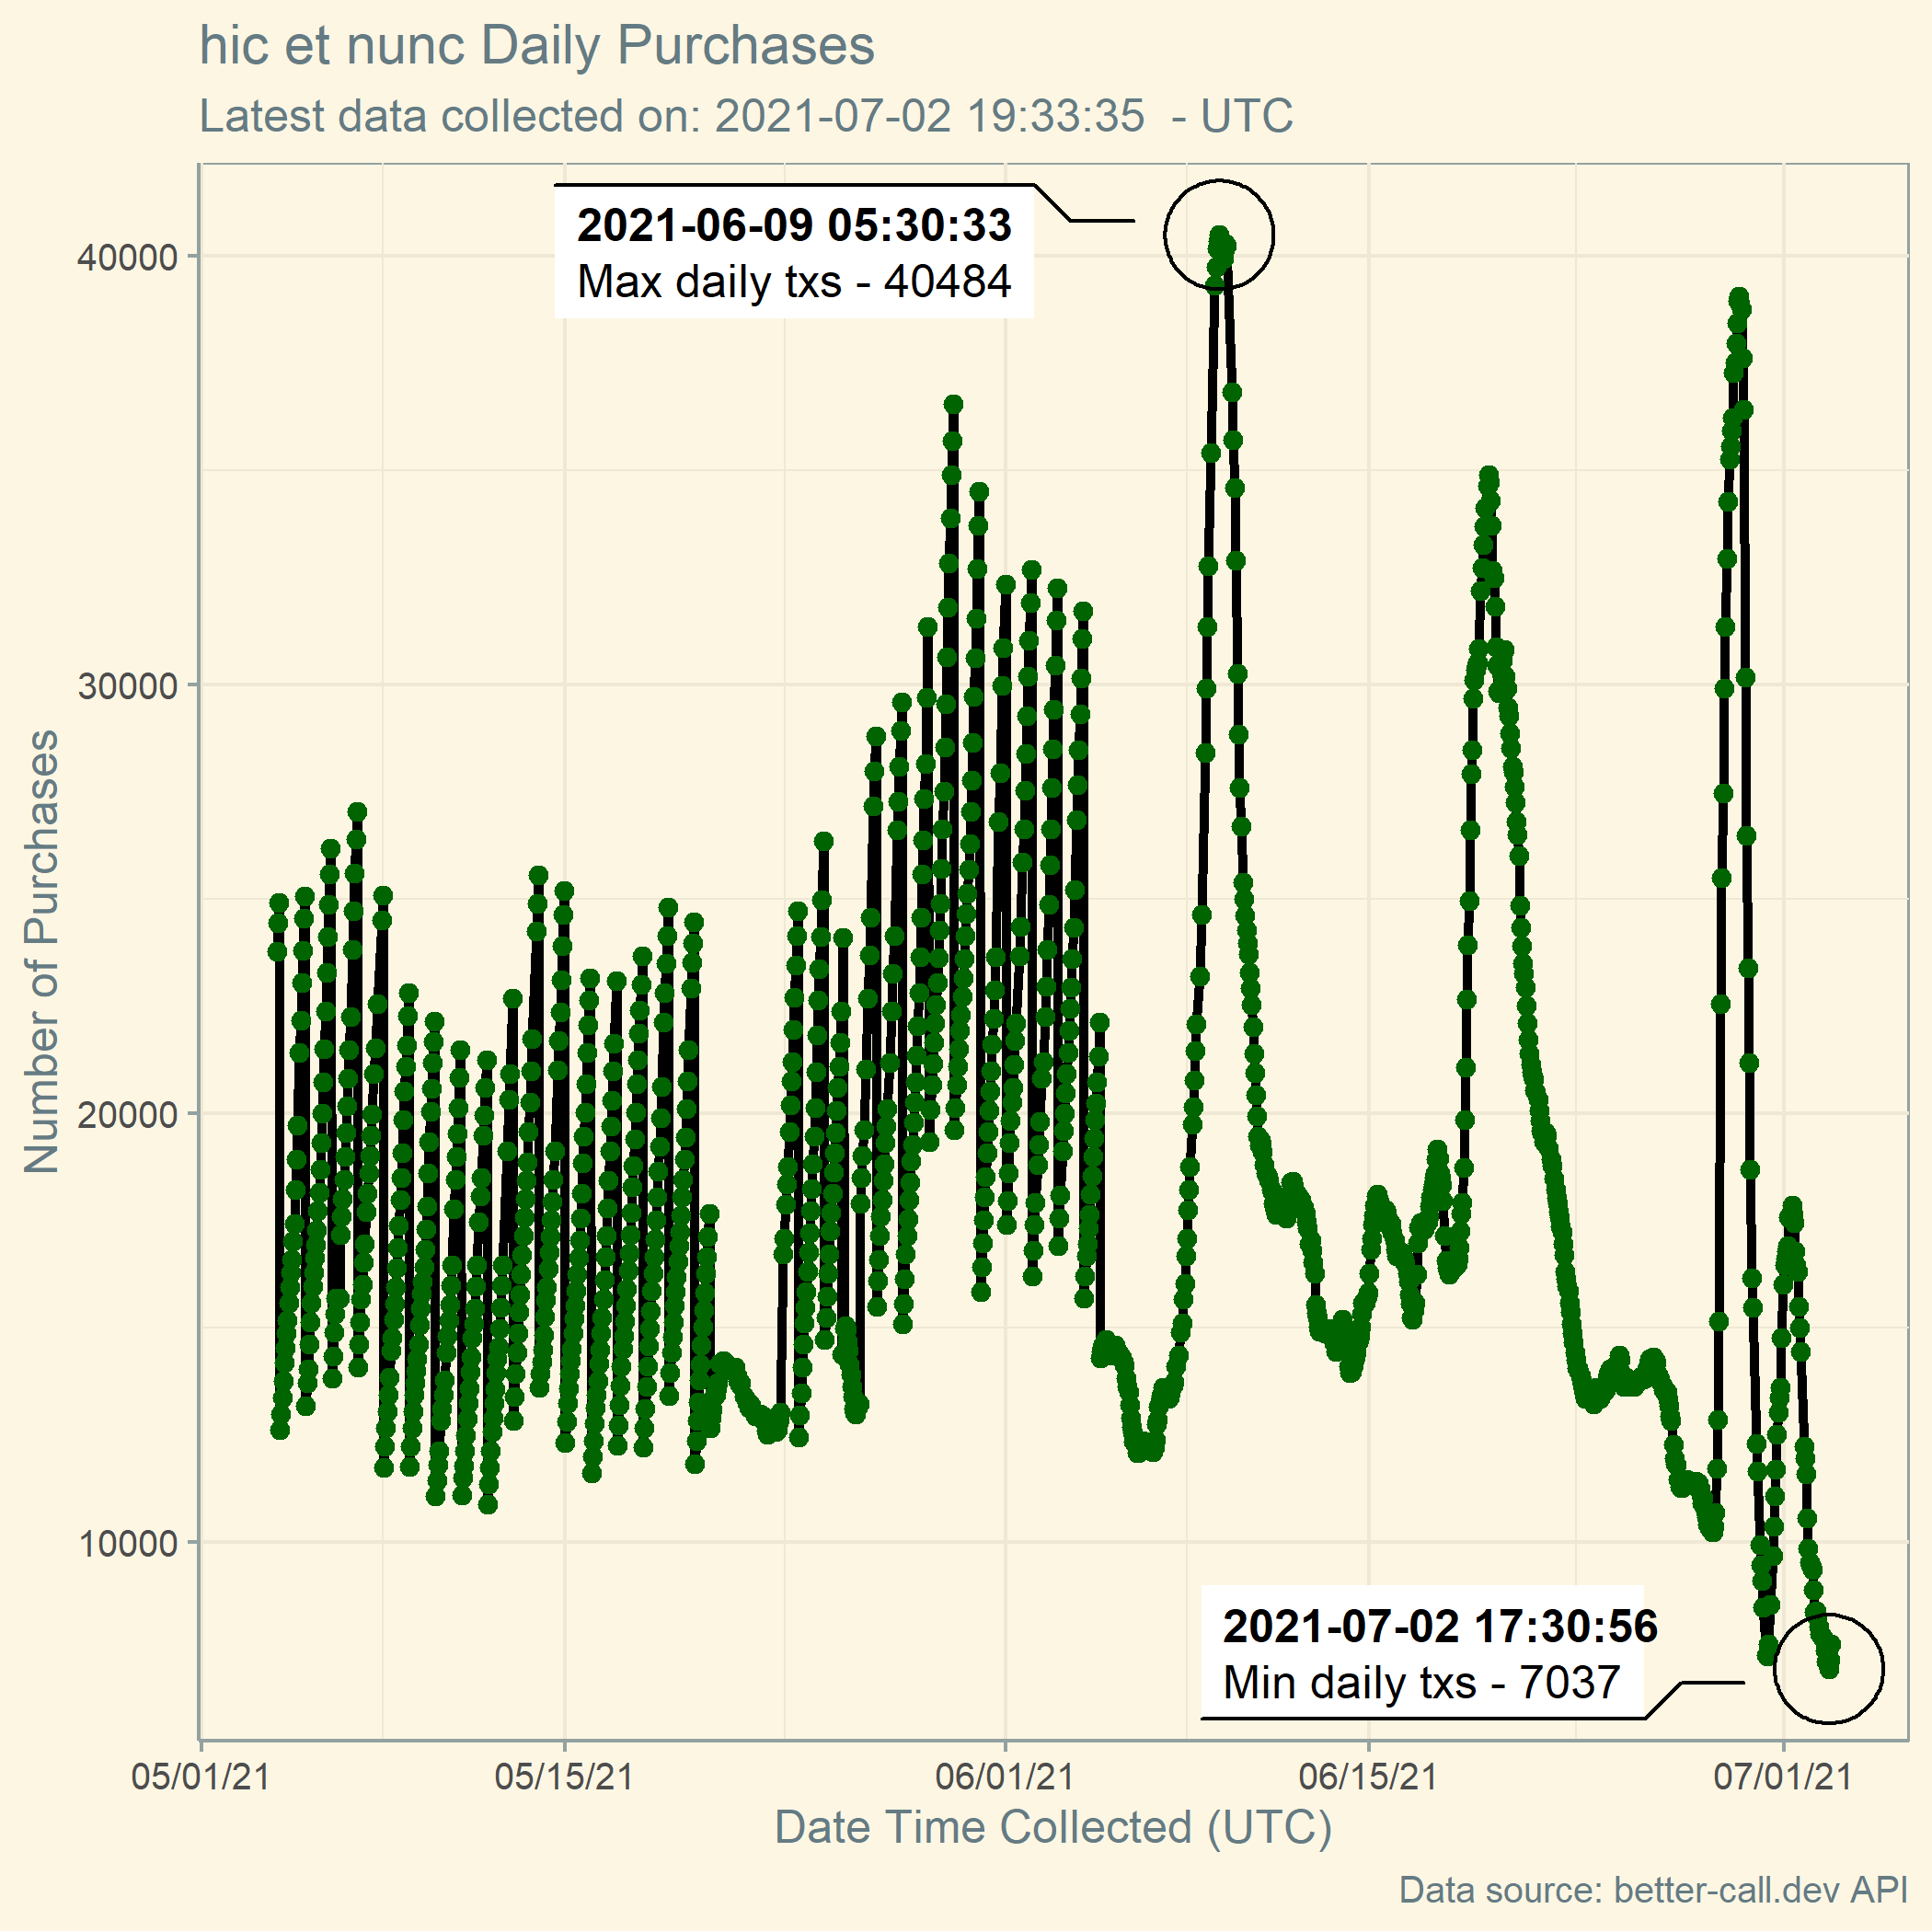 hic et nunc Daily Purchases
Latest data collected on: 2021-07-02 19:33:35  - UTC
2021-06-09 05:30:33
Max daily txs - 40484
40000
30000
20000
10000
Number of Purchases
2021-07-02 17:30:56
Min daily txs - 7037
05/01/21 05/15/21 06/01/21 06/15/21 07/01/21
Date Time Collected (UTC)
Data source: better-call.dev API